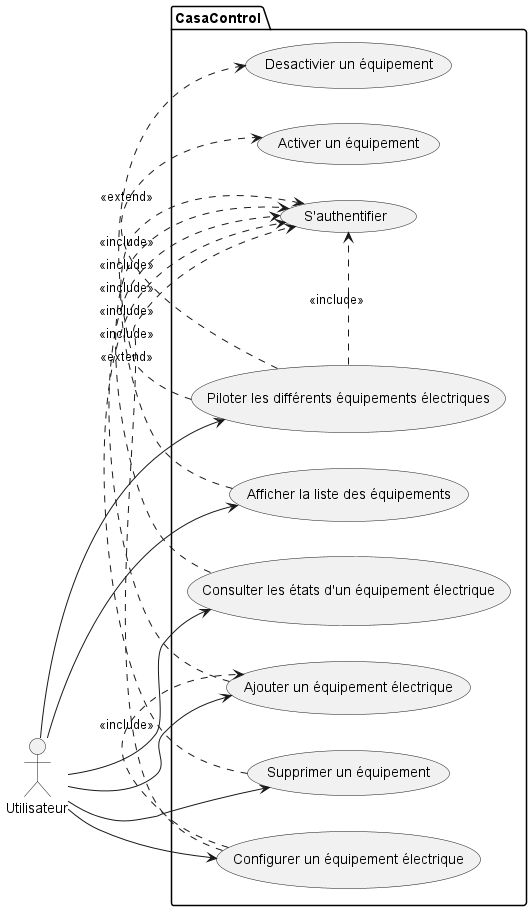 CasaControl
Desactivier un équipement
Activer un équipement
«extend»
S'authentifier
«include»
«include»
«include»
«include»
«include»
«include»
«extend»
Piloter les différents équipements électriques
Afficher la liste des équipements
Consulter les états d'un équipement électrique
Ajouter un équipement électrique
«include»
Supprimer un équipement
Utilisateur
Configurer un équipement électrique